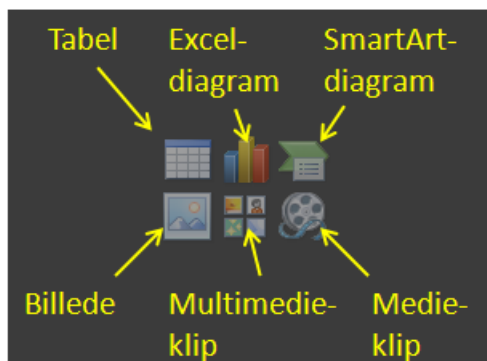 Tabel
Excel-
diagram
SmartArt-
diagram
Billede
Multimedie-
klip
Medie-
klip